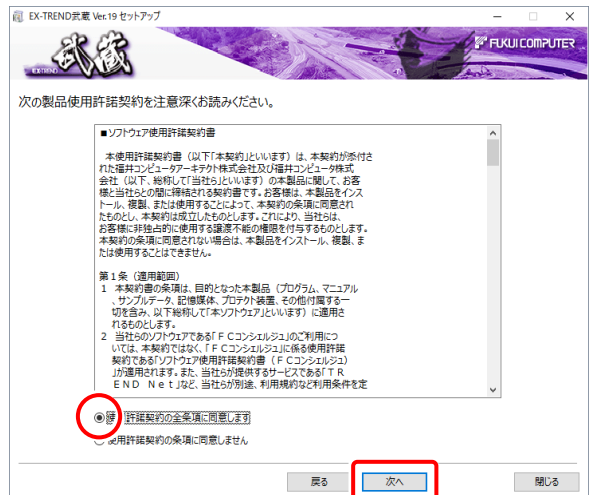 EX-TREND武蔵 Ver.19 セットアップ
武蔵
EX-TREND
FUKUI COMPUTER
次の製品使用許諾契約を注意深くお読みください。
■ソフトウェア使用許諾契約書
本使用許諾契約書（以下「本契約」といいます）は、本契約が添付さ
れた福井コンピュータアーキテクト株式会社及び福井コンピュータ株式
会社（以下、総称して「当社ら」といいます）の本製品に関して、お客
様と当社らとの間に締結される契約書です。お客様は、本製品をインス
トール、複製、または使用することによって、本契約の条項に同意され
たものとし、本契約は成立したものとします。これにより、当社らは、
お客様に非独占的に使用する譲渡不能の権限を付与するものとします。
本契約の条項に同意されない場合は、本製品をインストール、複製、ま
たは使用することはできません。
第１条（適用範囲）
１ 本契約書の条項は、目的となった本製品（プログラム、マニュアル
、サンプルデータ、記憶媒体、プロテクト装置、その他付属する一
切を含み、以下総称して「本ソフトウェア」といいます）に適用さ
れるものとします。
２ 当社らのソフトウェアである「ＦＣコンシェルジュ」のご利用につ
いては、本契約ではなく、「ＦＣコンシェルジュ」に係る使用許諾
契約である「ソフトウェア使用許諾契約書（ＦＣコンシェルジュ）
」が適用されます。また、当社らが提供するサービスである「ＴＲ
ＥＮＤ Ｎｅｔ」など、当社らが別途、利用規約など利用条件を定
許諾契約の全条項に同意します
使用許諾契約の条項に同意しません
戻る 次へ 閉じる